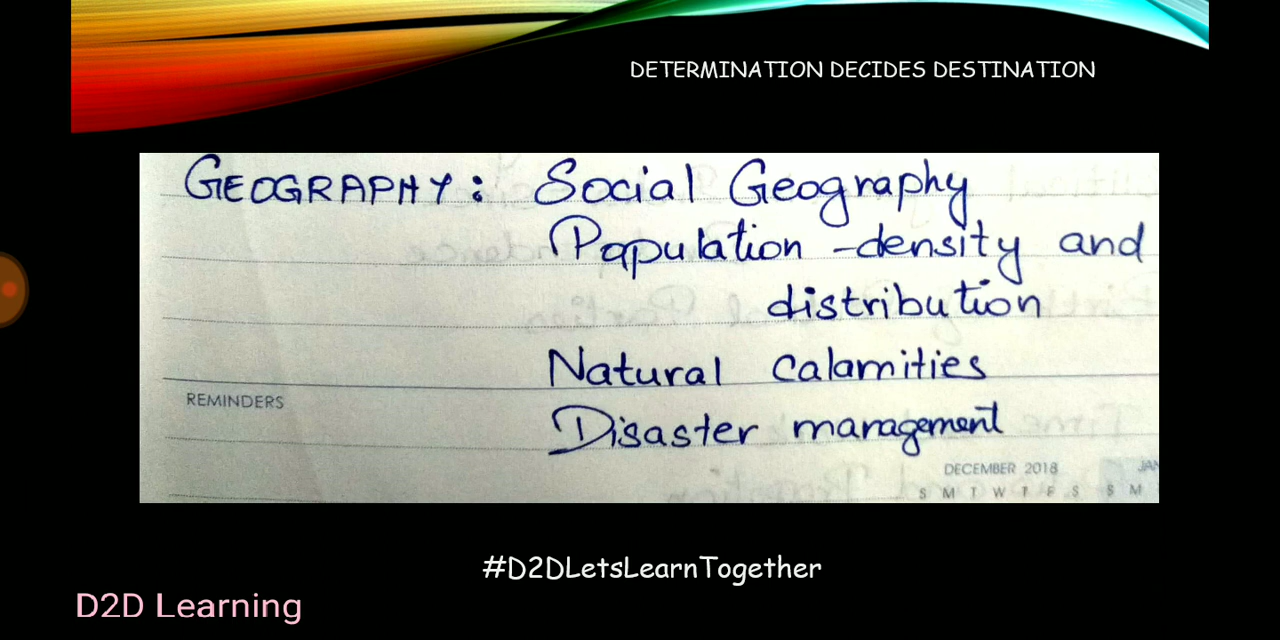 DETERMINATION DECIDES DESTINATION
GEOGRAPHY: Social Geography
Population -density and
distribution
Natural calamities
REMINDERS
Disaster management
DECEMBER 2018
JAN
S M T W T F S S M
#D2DLetsLearnTogether
D2D Learning